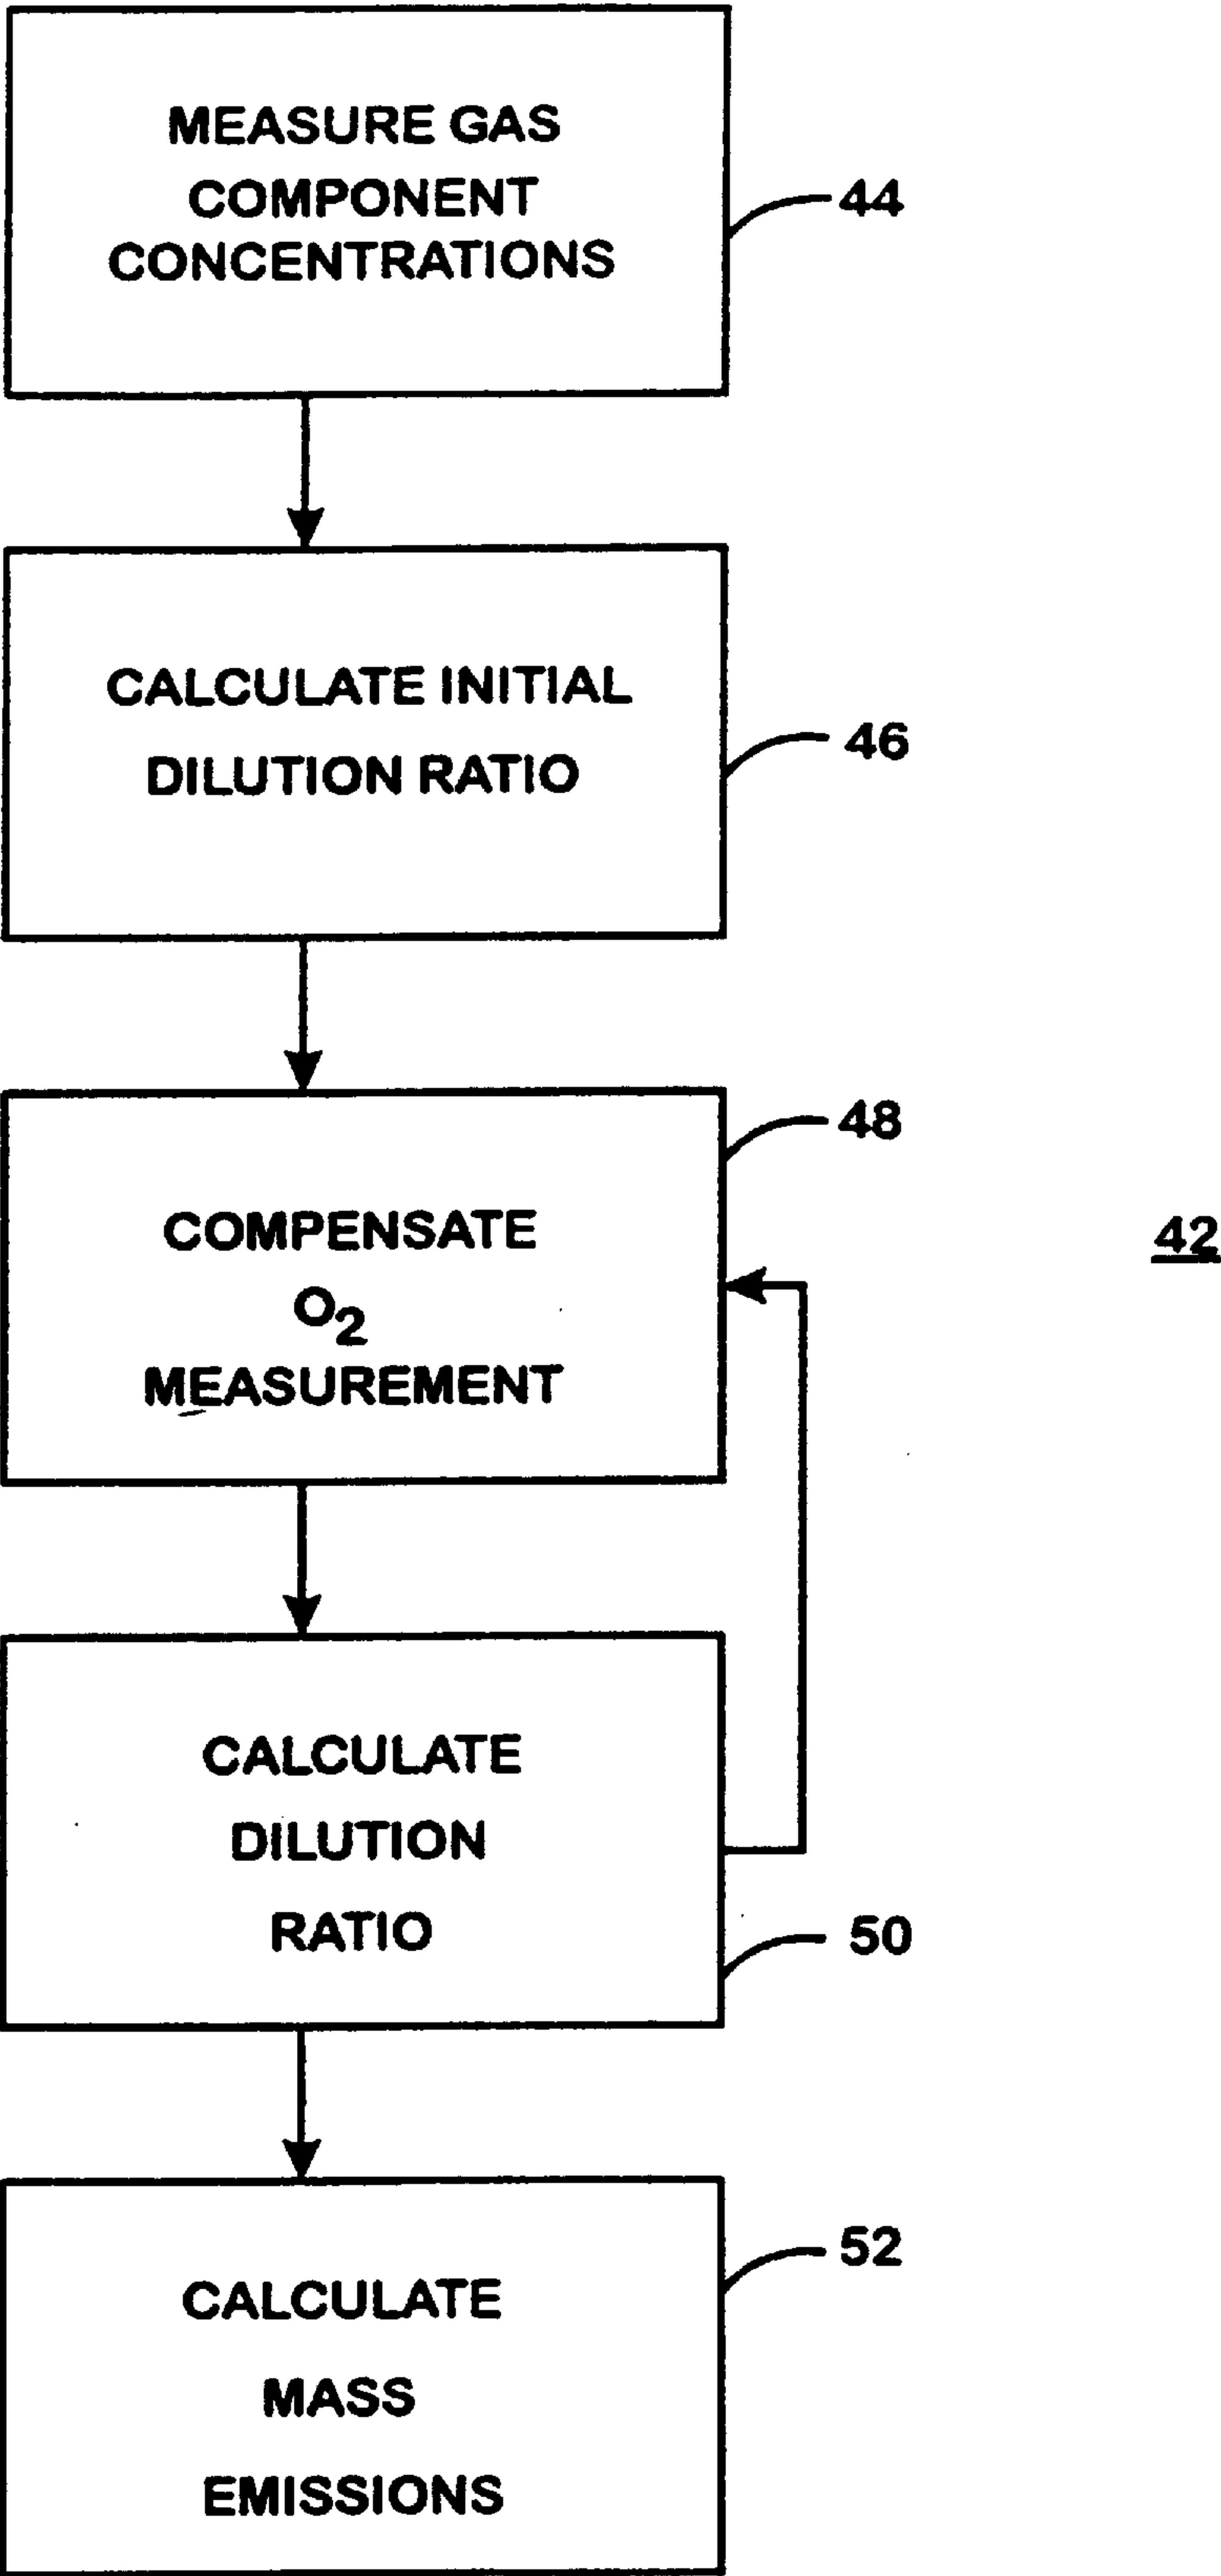 MEASURE GAS
COMPONENT
CONCENTRATIONS
44
CALCULATE INITIAL
DILUTION RATIO
46
48
COMPENSATE
O₂
MEASUREMENT
42
CALCULATE
DILUTION
RATIO
50
52
CALCULATE
MASS
EMISSIONS